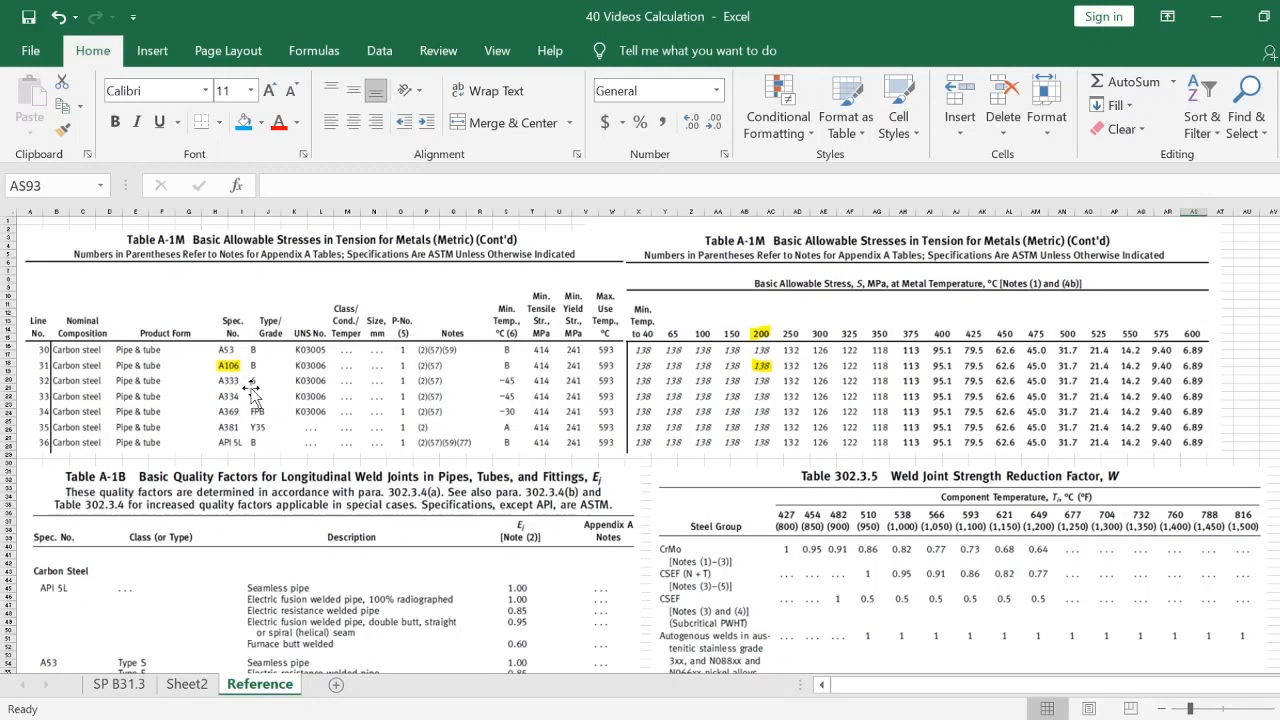 40 Videos Calculation - Excel
Sign in
File Home Insert Page Layout Formulas Data Review View Help Tell me what you want to do
Paste
Calibri 11
B I U
Wrap Text
Merge & Center
General
$ % ,
Conditional Formatting
Format as Table
Cell Styles
Insert Delete Format
AutoSum
Fill
Clear
Sort & Filter
Find & Select
Clipboard Font Alignment Number Styles Cells Editing
AS93 fx
A B C D E F G H I J K L M N O P Q R S T U V W X Y Z AA AB AC AD AE AF AG AH AI AJ AK AL AM AN AO AP AQ AR AS AT AU AV AW
Table A-1M Basic Allowable Stresses in Tension for Metals (Metric) (Cont'd)
Numbers in Parentheses Refer to Notes for Appendix A Tables; Specifications Are ASTM Unless Otherwise Indicated
Line No. Nominal Composition Product Form Spec. No. Type/ Grade UNS No. Class/ Cond./ Temper Size, mm P-No. (5) Notes Min. Temp., °C (6) Min. Tensile Str., MPa Min. Yield Str., MPa Max. Use Temp., °C
30 Carbon steel Pipe & tube A53 B K03005 ... ... 1 (2)(57)(59) B 414 241 593
31 Carbon steel Pipe & tube A106 B K03006 ... ... 1 (2)(57) B 414 241 593
32 Carbon steel Pipe & tube A333 6 K03006 ... ... 1 (2)(57) −45 414 241 593
33 Carbon steel Pipe & tube A334 K03006 ... ... 1 (2)(57) −45 414 241 593
34 Carbon steel Pipe & tube A369 FPB K03006 ... ... 1 (2)(57) −30 414 241 593
35 Carbon steel Pipe & tube A381 Y35 ... ... ... 1 (2) A 414 241 593
36 Carbon steel Pipe & tube API 5L B ... ... ... 1 (2)(57)(59)(77) B 414 241 593
Table A-1M Basic Allowable Stresses in Tension for Metals (Metric) (Cont'd)
Numbers in Parentheses Refer to Notes for Appendix A Tables; Specifications Are ASTM Unless Otherwise Indicated
Basic Allowable Stress, S, MPa, at Metal Temperature, °C [Notes (1) and (4b)]
Min. Temp. to 40 65 100 150 200 250 300 325 350 375 400 425 450 475 500 525 550 575 600
138 138 138 138 138 132 126 122 118 113 95.1 79.5 62.6 45.0 31.7 21.4 14.2 9.40 6.89
138 138 138 138 138 132 126 122 118 113 95.1 79.5 62.6 45.0 31.7 21.4 14.2 9.40 6.89
138 138 138 138 138 132 126 122 118 113 95.1 79.5 62.6 45.0 31.7 21.4 14.2 9.40 6.89
138 138 138 138 138 132 126 122 118 113 95.1 79.5 62.6 45.0 31.7 21.4 14.2 9.40 6.89
138 138 138 138 138 132 126 122 118 113 95.1 79.5 62.6 45.0 31.7 21.4 14.2 9.40 6.89
138 138 138 138 138 132 126 122 118 113 95.1 79.5 62.6 45.0 31.7 21.4 14.2 9.40 6.89
138 138 138 138 138 132 126 122 118 113 95.1 79.5 62.6 45.0 31.7 21.4 14.2 9.40 6.89
Table A-1B Basic Quality Factors for Longitudinal Weld Joints in Pipes, Tubes, and Fittings, Ej
These quality factors are determined in accordance with para. 302.3.4(a). See also para. 302.3.4(b) and
Table 302.3.4 for increased quality factors applicable in special cases. Specifications, except API, are ASTM.
Spec. No. Class (or Type) Description Ej [Note (2)] Appendix A Notes
Carbon Steel
API 5L ... Seamless pipe 1.00 ...
Electric fusion welded pipe, 100% radiographed 1.00 ...
Electric resistance welded pipe 0.85 ...
Electric fusion welded pipe, double butt, straight 0.95 ...
or spiral (helical) seam
Furnace butt welded 0.60 ...
A53 Type S Seamless pipe 1.00 ...
Table 302.3.5 Weld Joint Strength Reduction Factor, W
Component Temperature, Ti, °C (°F)
427 454 482 510 538 566 593 621 649 677 704 732 760 788 816
Steel Group (800) (850) (900) (950) (1,000) (1,050) (1,100) (1,150) (1,200) (1,250) (1,300) (1,350) (1,400) (1,450) (1,500)
CrMo 1 0.95 0.91 0.86 0.82 0.77 0.73 0.68 0.64 ... ... ... ... ... ...
[Notes (1)–(3)]
CSEF (N + T) ... ... ... 1 0.95 0.91 0.86 0.82 0.77 ... ... ... ... ... ...
[Notes (3)–(5)]
CSEF ... ... 1 0.5 0.5 0.5 0.5 0.5 0.5 ... ... ... ... ... ...
[Notes (3) and (4)]
(Subcritical PWHT)
Autogenous welds in aus- ... ... ... 1 1 1 1 1 1 1 1 1 1 1 1
tenitic stainless grade
3xx, and N088xx and
N066xx nickel alloys
SP B31.3 Sheet2 Reference
Ready